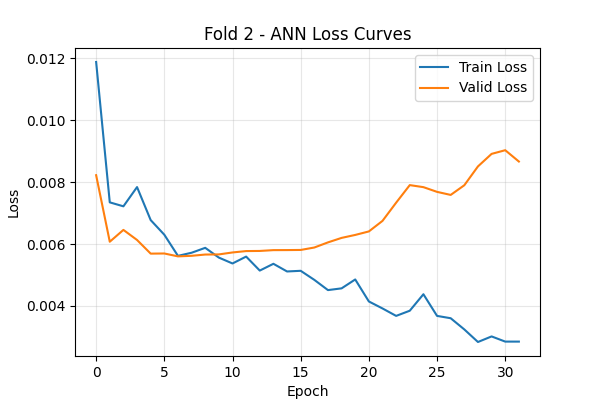 Fold 2 - ANN Loss Curves
Train Loss
Valid Loss
Loss
0.012
0.010
0.008
0.006
0.004
0 5 10 15 20 25 30
Epoch